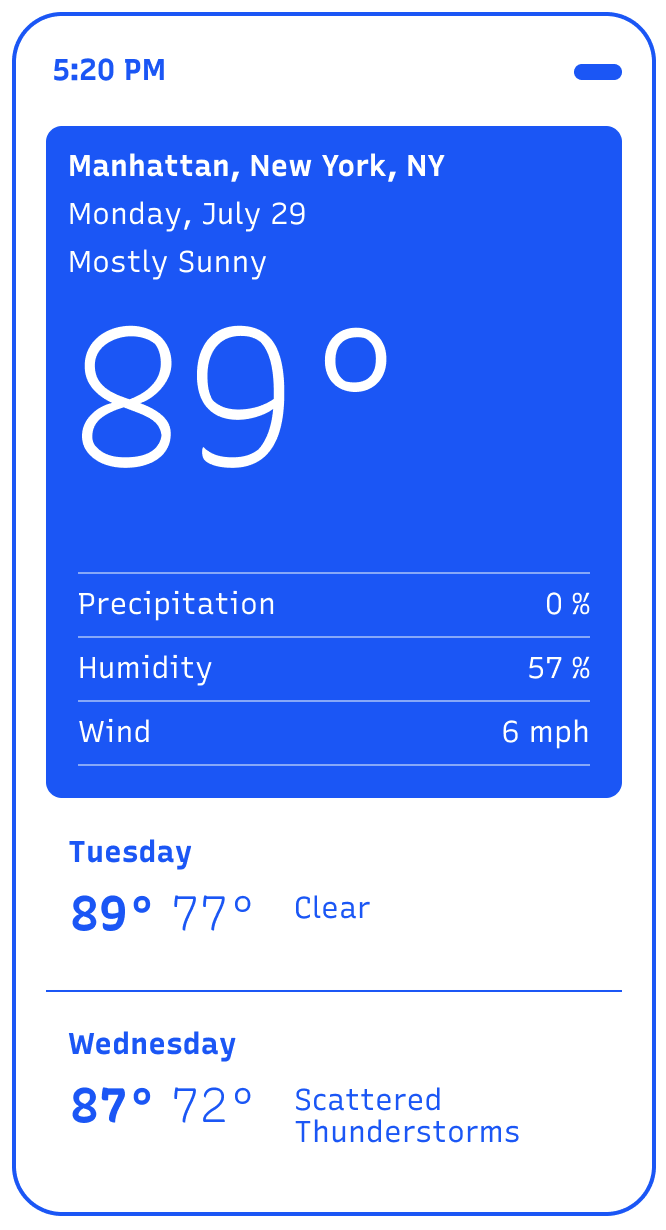 5:20 PM
Manhattan, New York, NY
Monday, July 29
Mostly Sunny
89°
Precipitation 0 %
Humidity 57 %
Wind 6 mph
Tuesday
89° 77° Clear
Wednesday
87° 72° Scattered
Thunderstorms